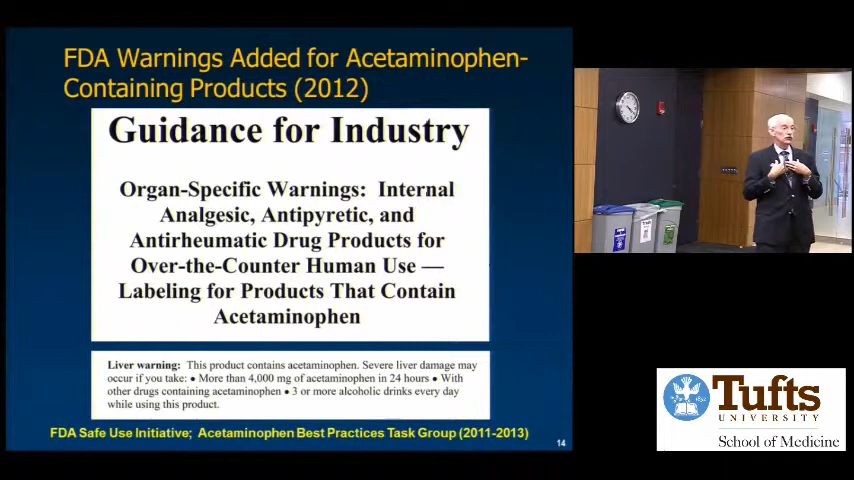 FDA Warnings Added for Acetaminophen-
Containing Products (2012)
Guidance for Industry
Organ-Specific Warnings: Internal
Analgesic, Antipyretic, and
Antirheumatic Drug Products for
Over-the-Counter Human Use —
Labeling for Products That Contain
Acetaminophen
Liver warning: This product contains acetaminophen. Severe liver damage may
occur if you take: ● More than 4,000 mg of acetaminophen in 24 hours ● With
other drugs containing acetaminophen ● 3 or more alcoholic drinks every day
while using this product.
FDA Safe Use Initiative; Acetaminophen Best Practices Task Group (2011-2013)
14
Tufts
UNIVERSITY
School of Medicine